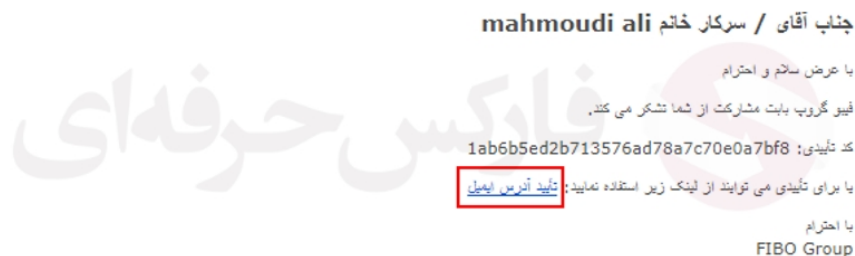 جناب آقای / سرکار خانم mahmoudi ali
با عرض سلام و احترام
فیبو گروپ بابت مشارکت از شما تشکر می کند.
کد تأییدی: 1ab6b5ed2b713576ad78a7c70e0a7bf8
یا برای تأییدی می توایند از لینک زیر استفاده نمایید: تأیید آدرس ایمیل
با احترام
FIBO Group
فارکس حرفه‌ای